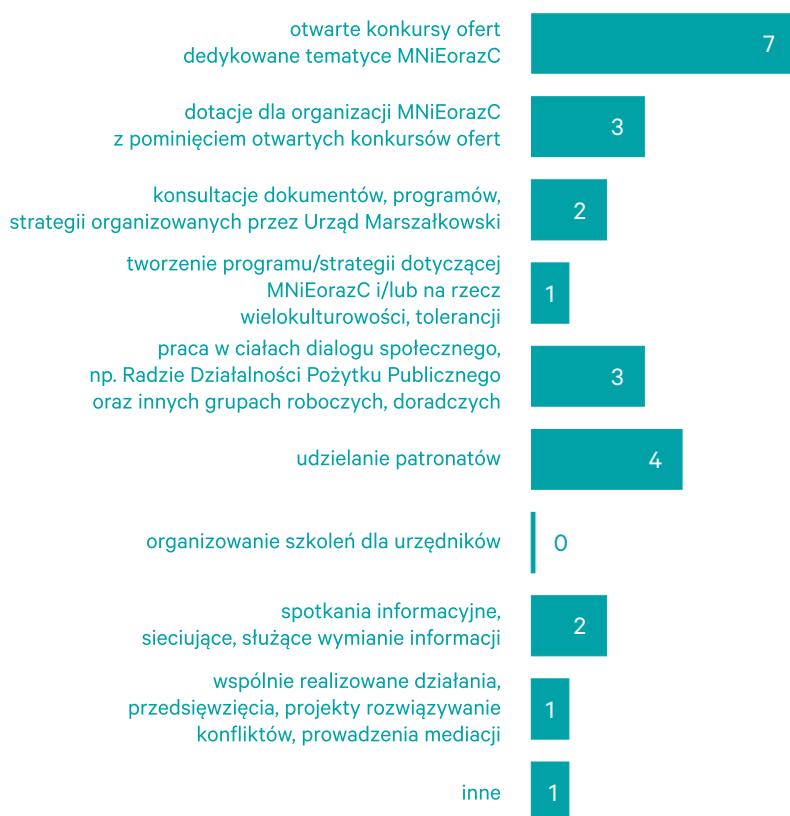 otwarte konkursy ofert
dedykowane tematyce MNiEorazC
7
dotacje dla organizacji MNiEorazC
z pominięciem otwartych konkursów ofert
3
konsultacje dokumentów, programów,
strategii organizowanych przez Urząd Marszałkowski
2
tworzenie programu/strategii dotyczącej
MNiEorazC i/lub na rzecz
wielokulturowości, tolerancji
1
praca w ciałach dialogu społecznego,
np. Radzie Działalności Pożytku Publicznego
oraz innych grupach roboczych, doradczych
3
udzielanie patronatów
4
organizowanie szkoleń dla urzędników
0
spotkania informacyjne,
sieciujące, służące wymianie informacji
2
wspólnie realizowane działania,
przedsięwzięcia, projekty rozwiązywanie
konfliktów, prowadzenia mediacji
1
inne
1